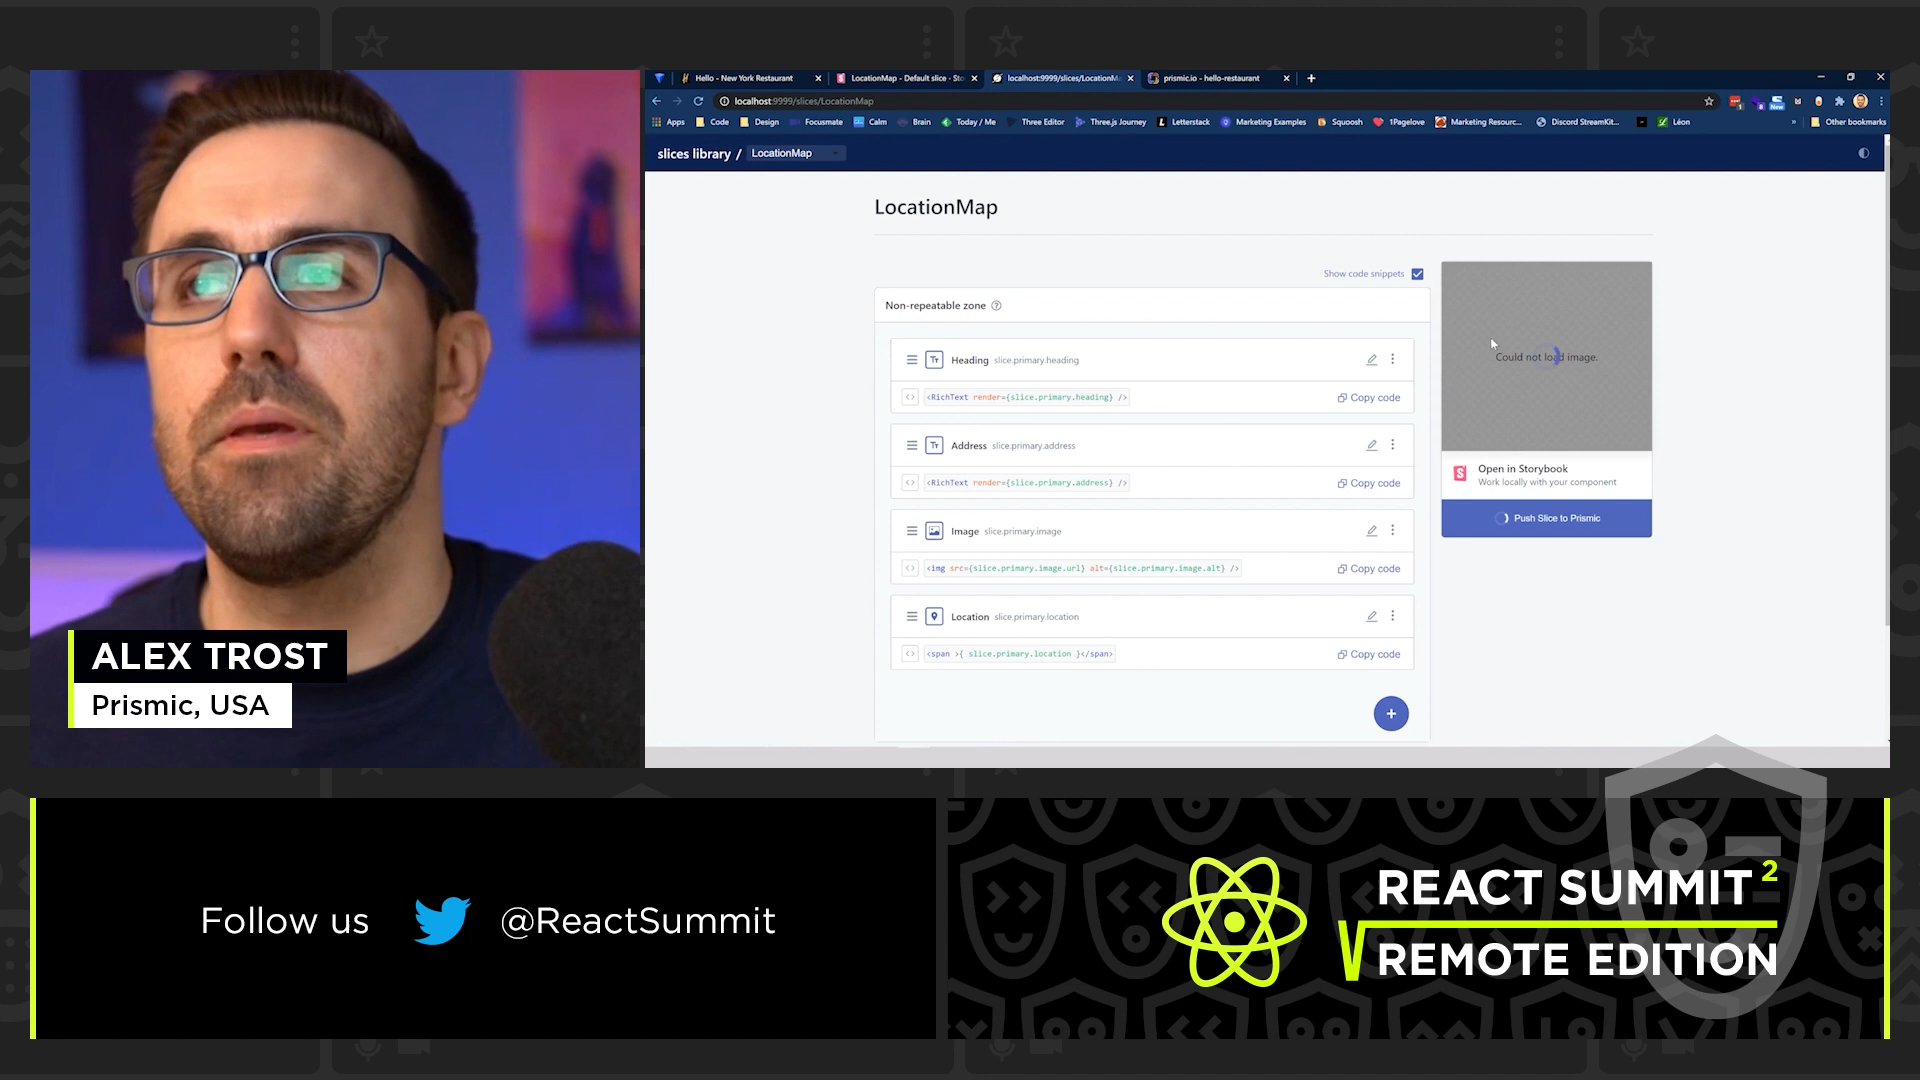 Hello - New York Restaurant
LocationMap - Default slice · Sto
localhost:9999/slices/LocationM
prismic.io - hello-restaurant
localhost:9999/slices/LocationMap
Apps
Code
Design
Focusmate
Calm
Brain
Today / Me
Three Editor
Three.js Journey
Letterstack
Marketing Examples
Squoosh
1Pagelove
Marketing Resourc...
Discord StreamKit...
Léon
»
Other bookmarks
New
slices library / LocationMap
LocationMap
Show code snippets
Non-repeatable zone ?
Tr Heading slice.primary.heading
<> <RichText render={slice.primary.heading} />
Copy code
Tr Address slice.primary.address
<> <RichText render={slice.primary.address} />
Copy code
Image slice.primary.image
<> <img src={slice.primary.image.url} alt={slice.primary.image.alt} />
Copy code
Location slice.primary.location
<> <span >{ slice.primary.location }</span>
Copy code
+
Could not load image.
S
Open in Storybook
Work locally with your component
Push Slice to Prismic
ALEX TROST
Prismic, USA
Follow us @ReactSummit
REACT SUMMIT 2
REMOTE EDITION